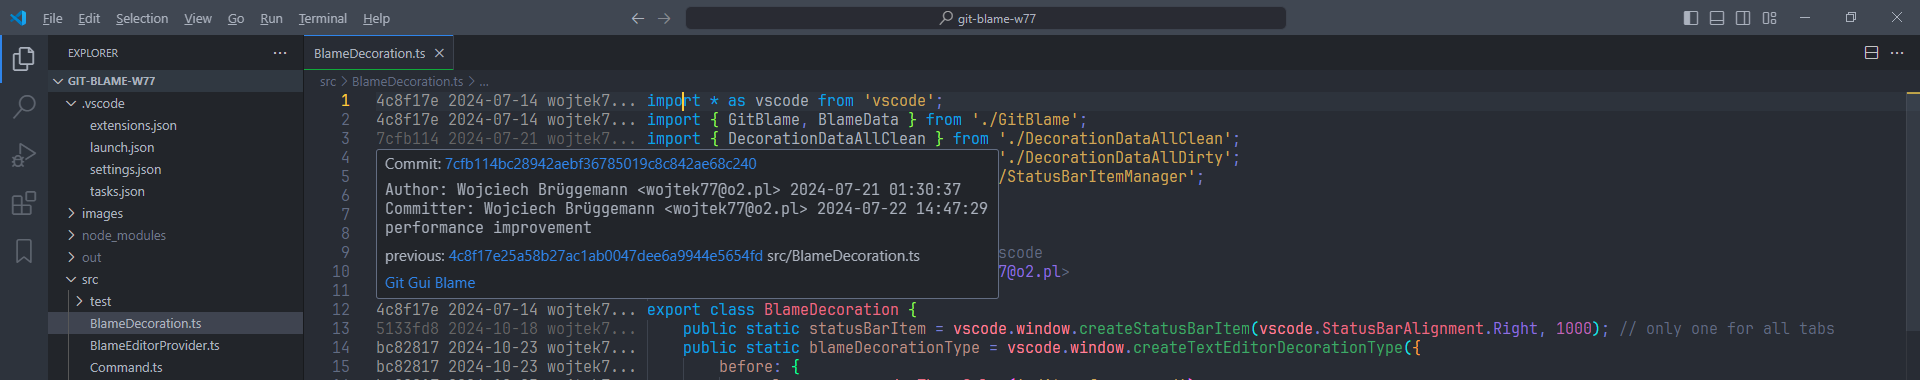 File Edit Selection View Go Run Terminal Help
git-blame-w77
EXPLORER
GIT-BLAME-W77
.vscode
extensions.json
launch.json
settings.json
tasks.json
images
node_modules
out
src
test
BlameDecoration.ts
BlameEditorProvider.ts
Command.ts
BlameDecoration.ts
src > BlameDecoration.ts > ...
1 4c8f17e 2024-07-14 wojtek7... import * as vscode from 'vscode';
2 4c8f17e 2024-07-14 wojtek7... import { GitBlame, BlameData } from './GitBlame';
3 7cfb114 2024-07-21 wojtek7... import { DecorationDataAllClean } from './DecorationDataAllClean';
4 './DecorationDataAllDirty';
5 /StatusBarItemManager';
6
7
8
9 scode
10 7@o2.pl>
11
Commit: 7cfb114bc28942aebf36785019c8c842ae68c240
Author: Wojciech Brüggemann <wojtek77@o2.pl> 2024-07-21 01:30:37
Committer: Wojciech Brüggemann <wojtek77@o2.pl> 2024-07-22 14:47:29
performance improvement
previous: 4c8f17e25a58b27ac1ab0047dee6a9944e5654fd src/BlameDecoration.ts
Git Gui Blame
12 4c8f17e 2024-07-14 wojtek7... export class BlameDecoration {
13 5133fd8 2024-10-18 wojtek7... public static statusBarItem = vscode.window.createStatusBarItem(vscode.StatusBarAlignment.Right, 1000); // only one for all tabs
14 bc82817 2024-10-23 wojtek7... public static blameDecorationType = vscode.window.createTextEditorDecorationType({
15 bc82817 2024-10-23 wojtek7... before: {